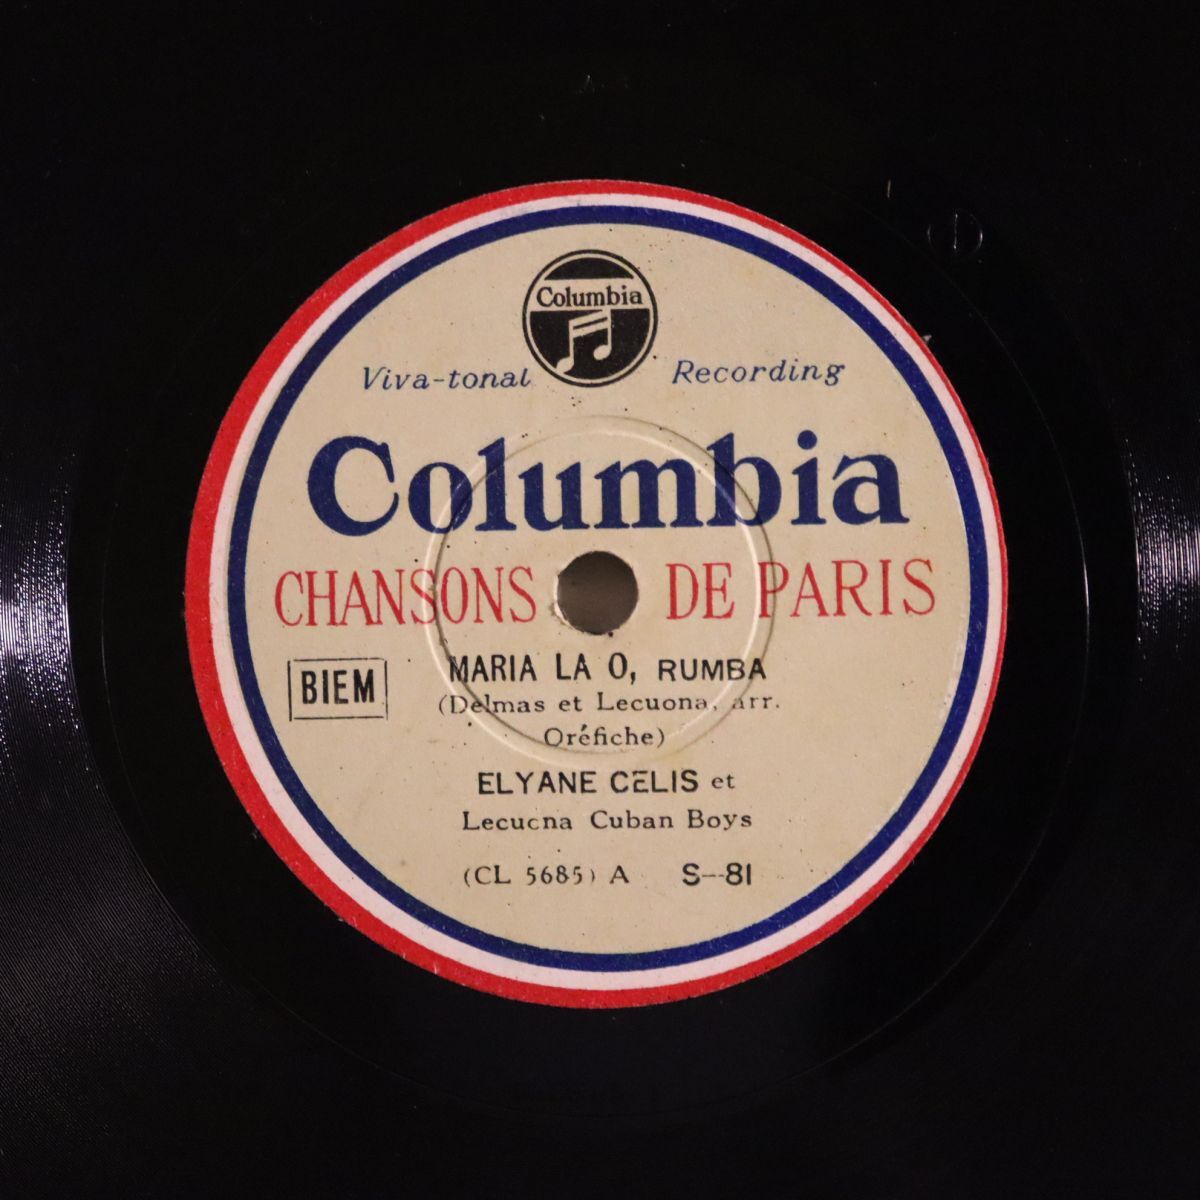 Columbia
Viva-tonal Recording
Columbia
CHANSONS DE PARIS
BIEM
MARIA LA O, RUMBA
(Delmas et Lecuona, arr.
Oréfiche)
ELYANE CELIS et
Lecucna Cuban Boys
(CL 5685) A S-81